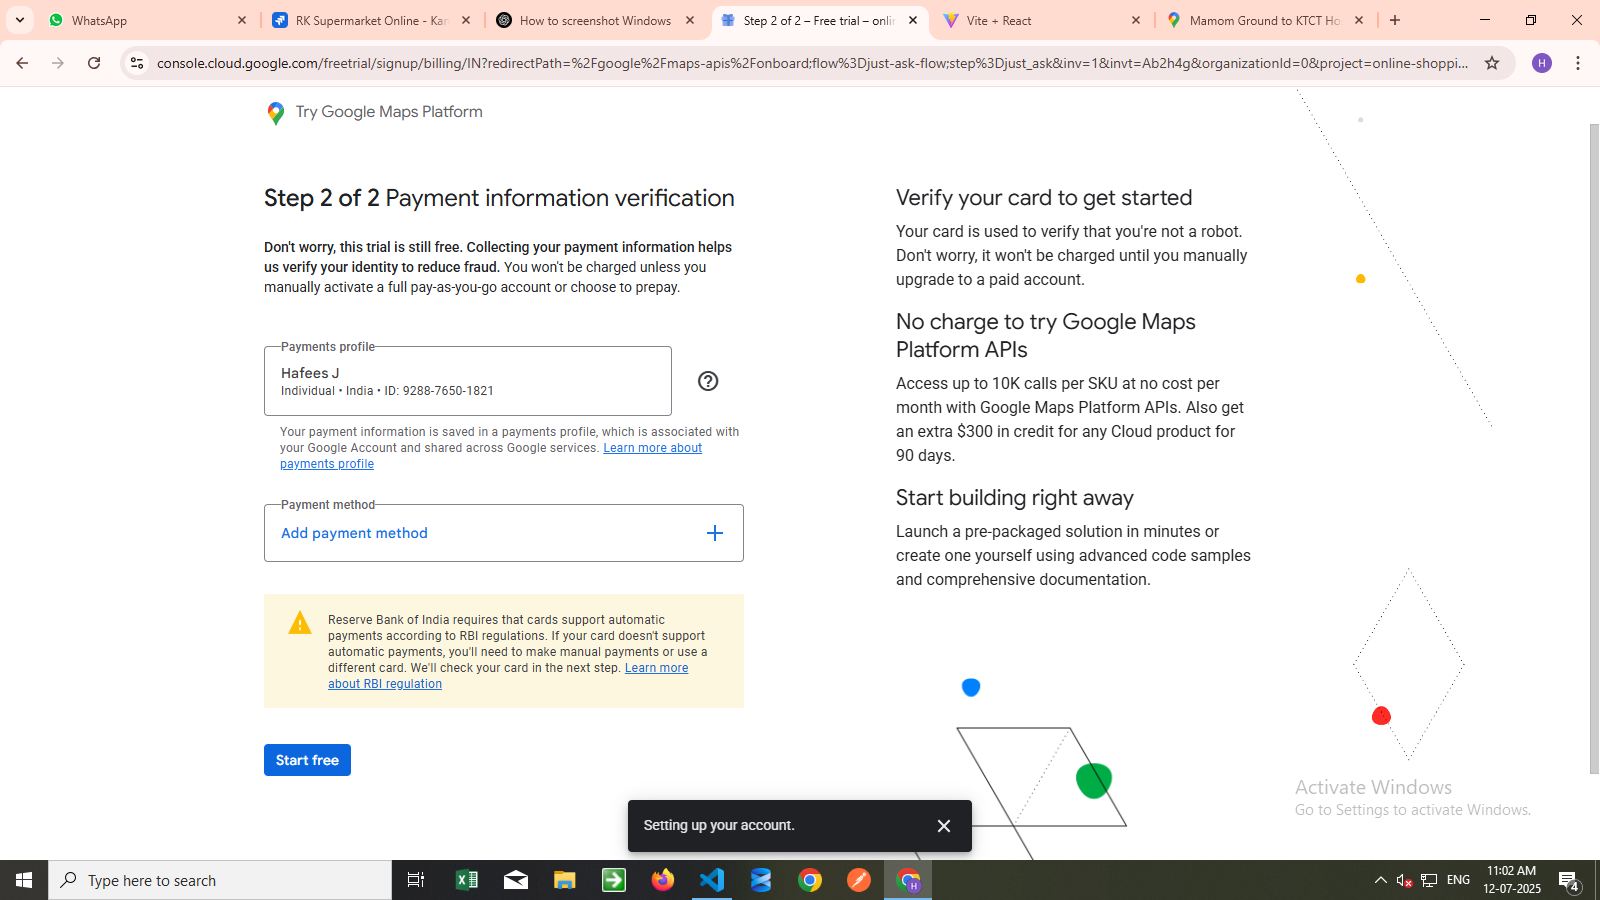 WhatsApp
RK Supermarket Online - Kan
How to screenshot Windows
Step 2 of 2 – Free trial – onlin
Vite + React
Mamom Ground to KTCT Ho
console.cloud.google.com/freetrial/signup/billing/IN?redirectPath=%2Fgoogle%2Fmaps-apis%2Fonboard;flow%3Djust-ask-flow;step%3Djust_ask&inv=1&invt=Ab2h4g&organizationId=0&project=online-shoppi...
H
Try Google Maps Platform
Step 2 of 2 Payment information verification
Don't worry, this trial is still free. Collecting your payment information helps
us verify your identity to reduce fraud. You won't be charged unless you
manually activate a full pay-as-you-go account or choose to prepay.
Payments profile
Hafees J
Individual • India • ID: 9288-7650-1821
Your payment information is saved in a payments profile, which is associated with
your Google Account and shared across Google services. Learn more about
payments profile
Payment method
Add payment method
Reserve Bank of India requires that cards support automatic
payments according to RBI regulations. If your card doesn't support
automatic payments, you'll need to make manual payments or use a
different card. We'll check your card in the next step. Learn more
about RBI regulation
Start free
Verify your card to get started
Your card is used to verify that you're not a robot.
Don't worry, it won't be charged until you manually
upgrade to a paid account.
No charge to try Google Maps
Platform APIs
Access up to 10K calls per SKU at no cost per
month with Google Maps Platform APIs. Also get
an extra $300 in credit for any Cloud product for
90 days.
Start building right away
Launch a pre-packaged solution in minutes or
create one yourself using advanced code samples
and comprehensive documentation.
Activate Windows
Go to Settings to activate Windows.
Setting up your account.
Type here to search
H
ENG
11:02 AM
12-07-2025
4